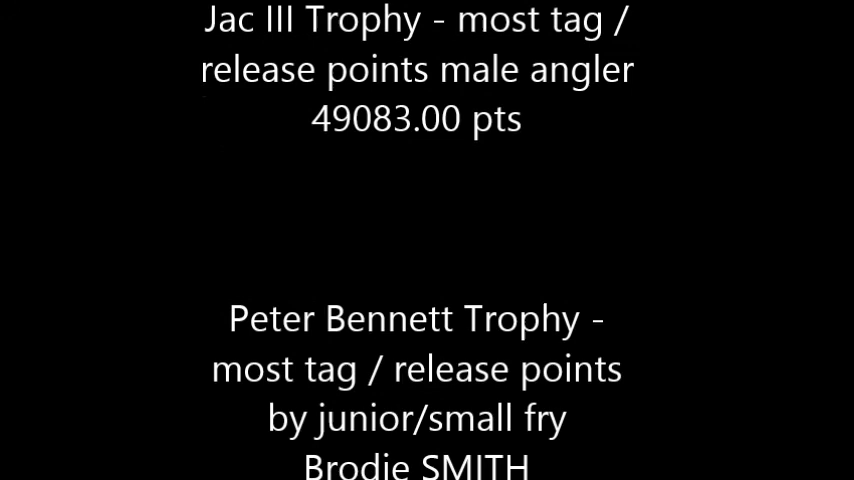 Jac III Trophy - most tag /
release points male angler
49083.00 pts
Peter Bennett Trophy -
most tag / release points
by junior/small fry
Brodie SMITH